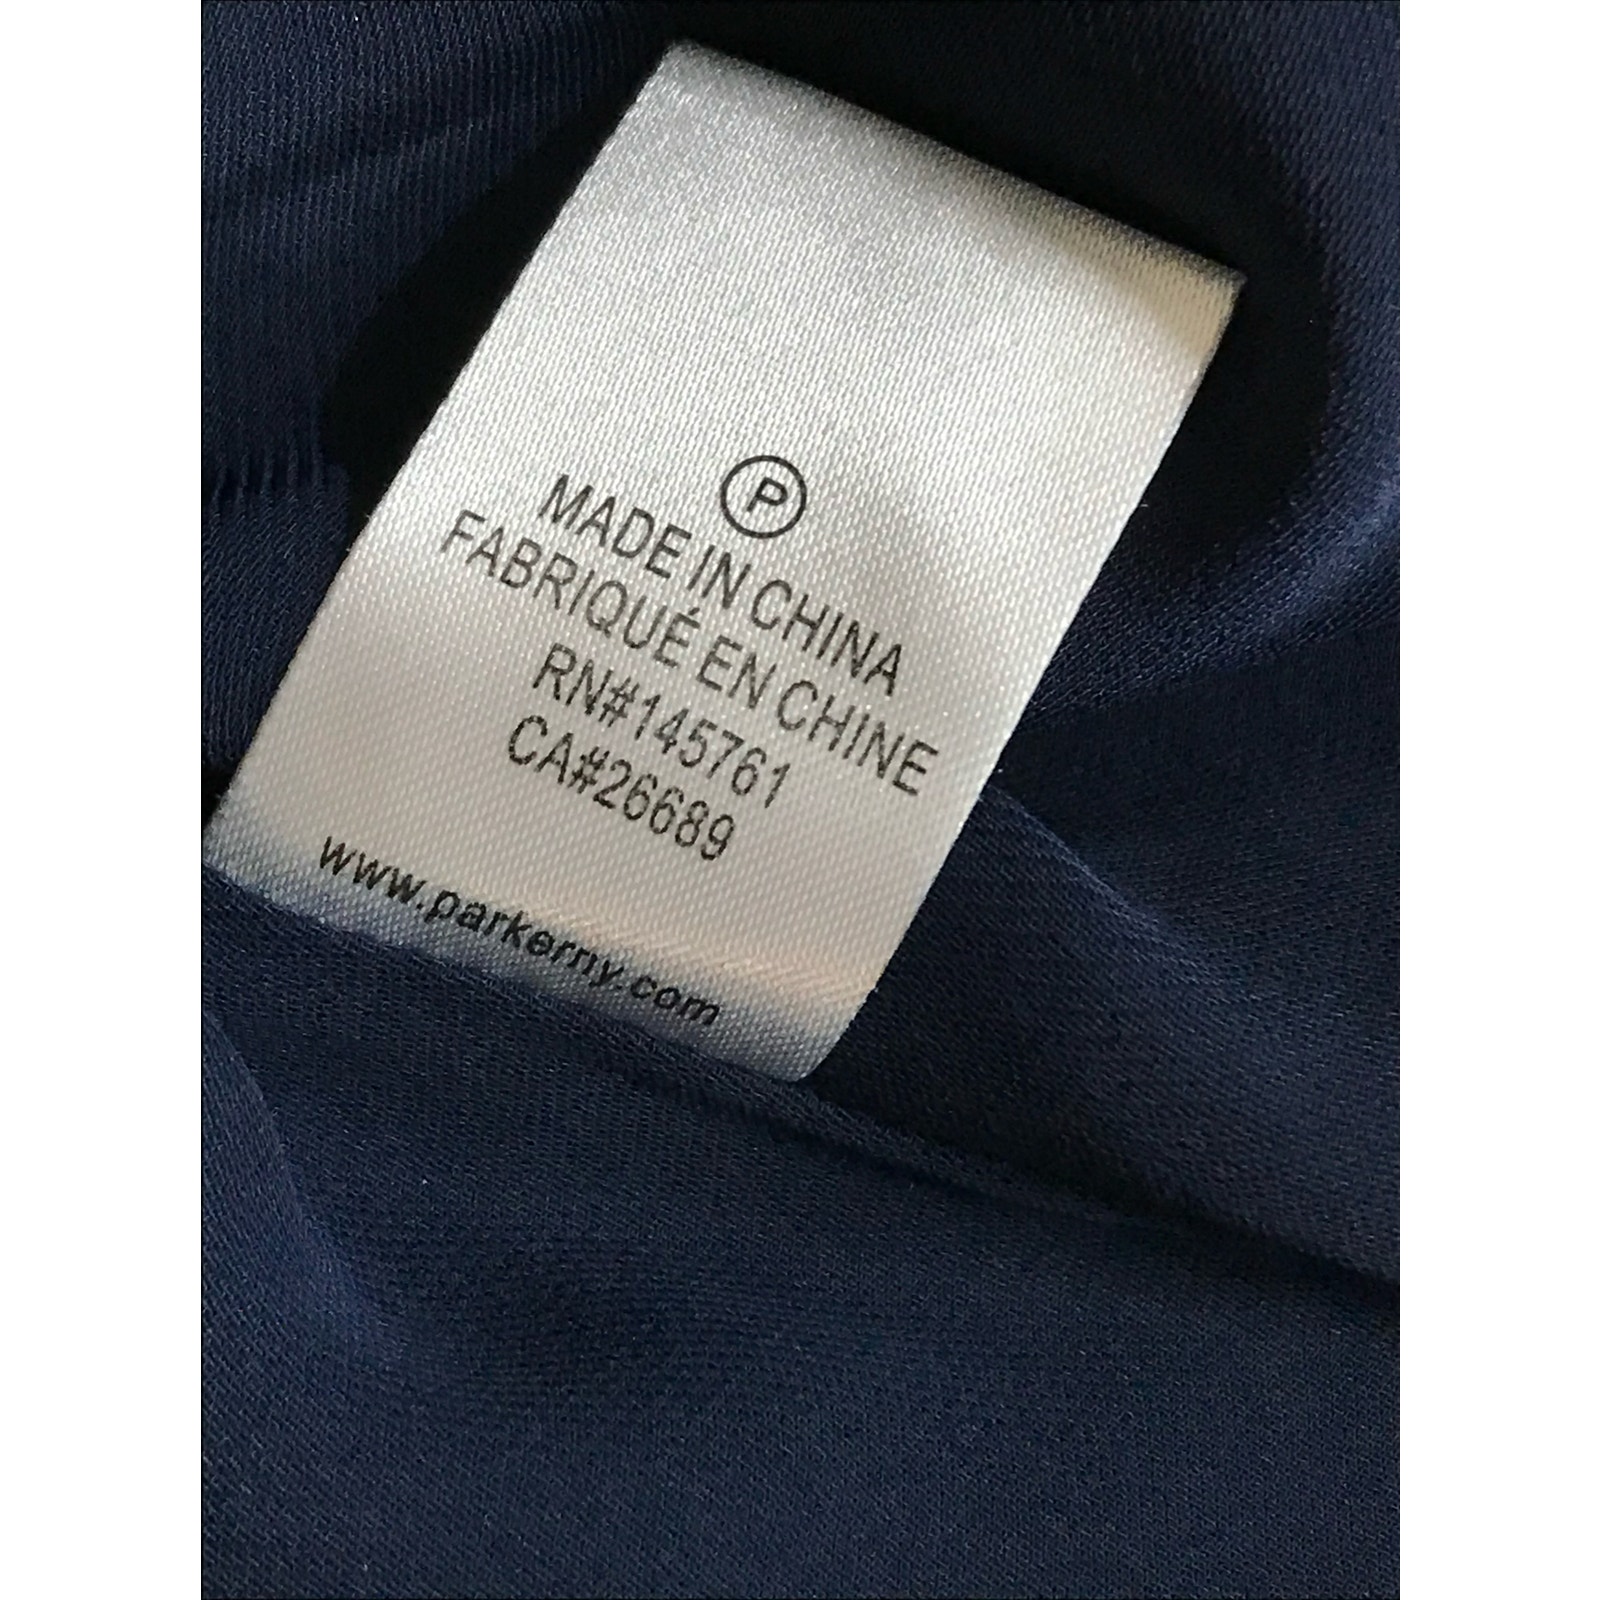 P
MADE IN CHINA
FABRIQUÉ EN CHINE
RN#145761
CA#26689
www.parkerny.com